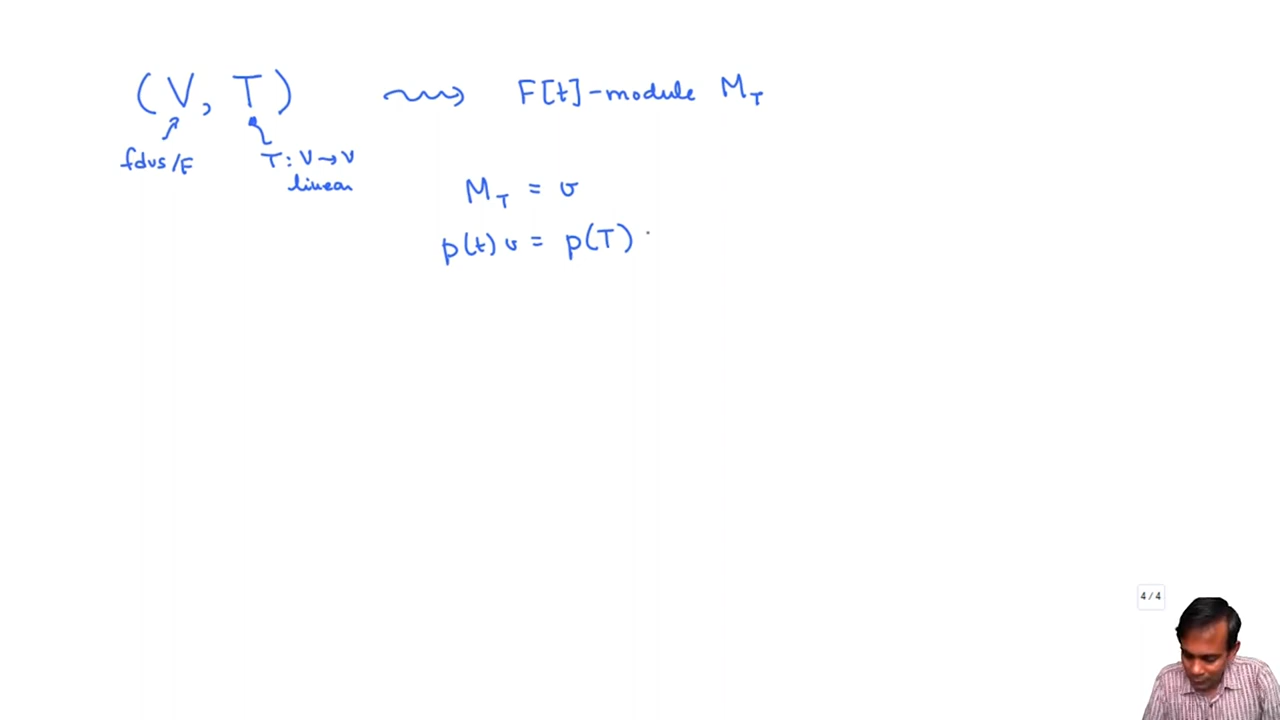 (V, T) ⇝ F[t]-module M_T
fdvs/F T: V→V
linear
M_T = v
p(t) v = p(T)
4 / 4